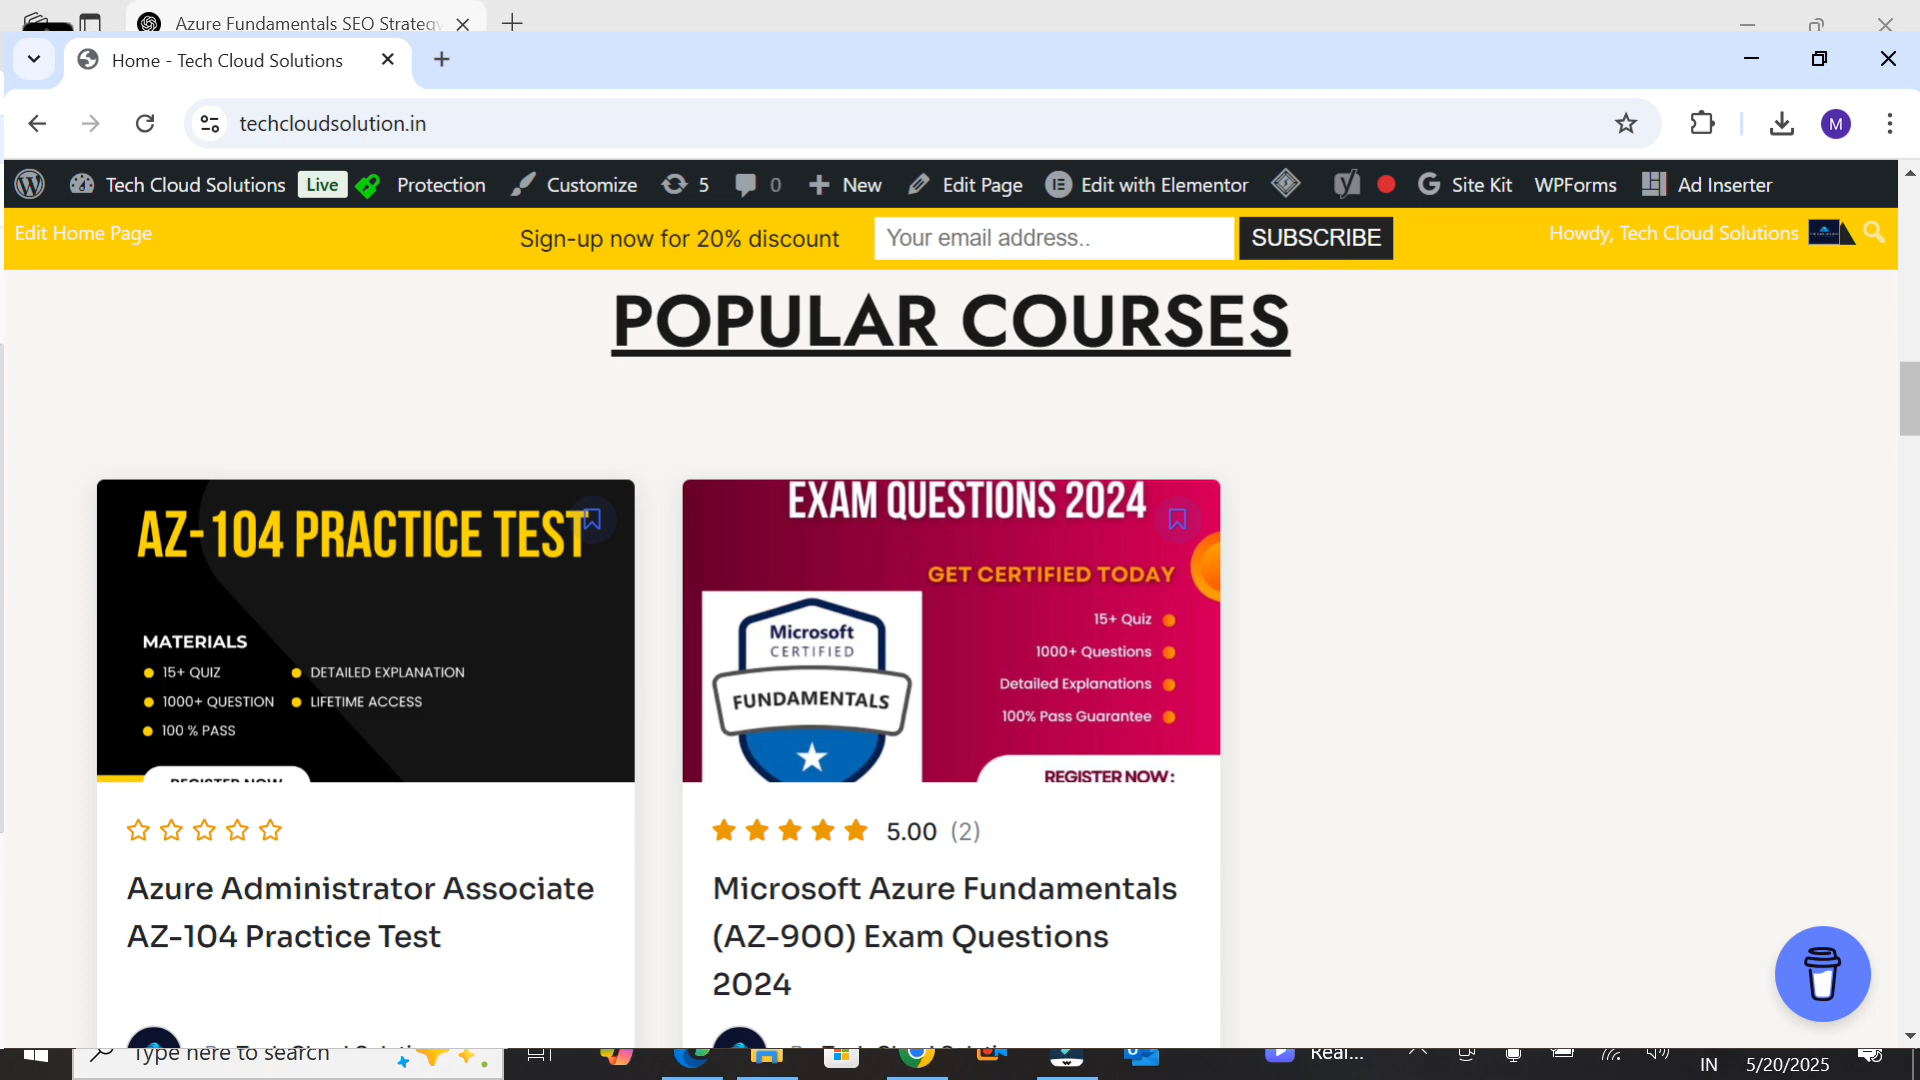 Azure Fundamentals SEO Strategy
Home - Tech Cloud Solutions
techcloudsolution.in
M
Tech Cloud Solutions Live Protection Customize 5 0 New Edit Page Edit with Elementor Site Kit WPForms Ad Inserter
Edit Home Page
Sign-up now for 20% discount Your email address.. SUBSCRIBE
Howdy, Tech Cloud Solutions
POPULAR COURSES
AZ-104 PRACTICE TEST
MATERIALS
15+ QUIZ DETAILED EXPLANATION
1000+ QUESTION LIFETIME ACCESS
100 % PASS
REGISTER NOW
EXAM QUESTIONS 2024
GET CERTIFIED TODAY
Microsoft
CERTIFIED
FUNDAMENTALS
15+ Quiz
1000+ Questions
Detailed Explanations
100% Pass Guarantee
REGISTER NOW:
Azure Administrator Associate
AZ-104 Practice Test
5.00 (2)
Microsoft Azure Fundamentals
(AZ-900) Exam Questions
2024
Type here to search
Real...
IN 5/20/2025